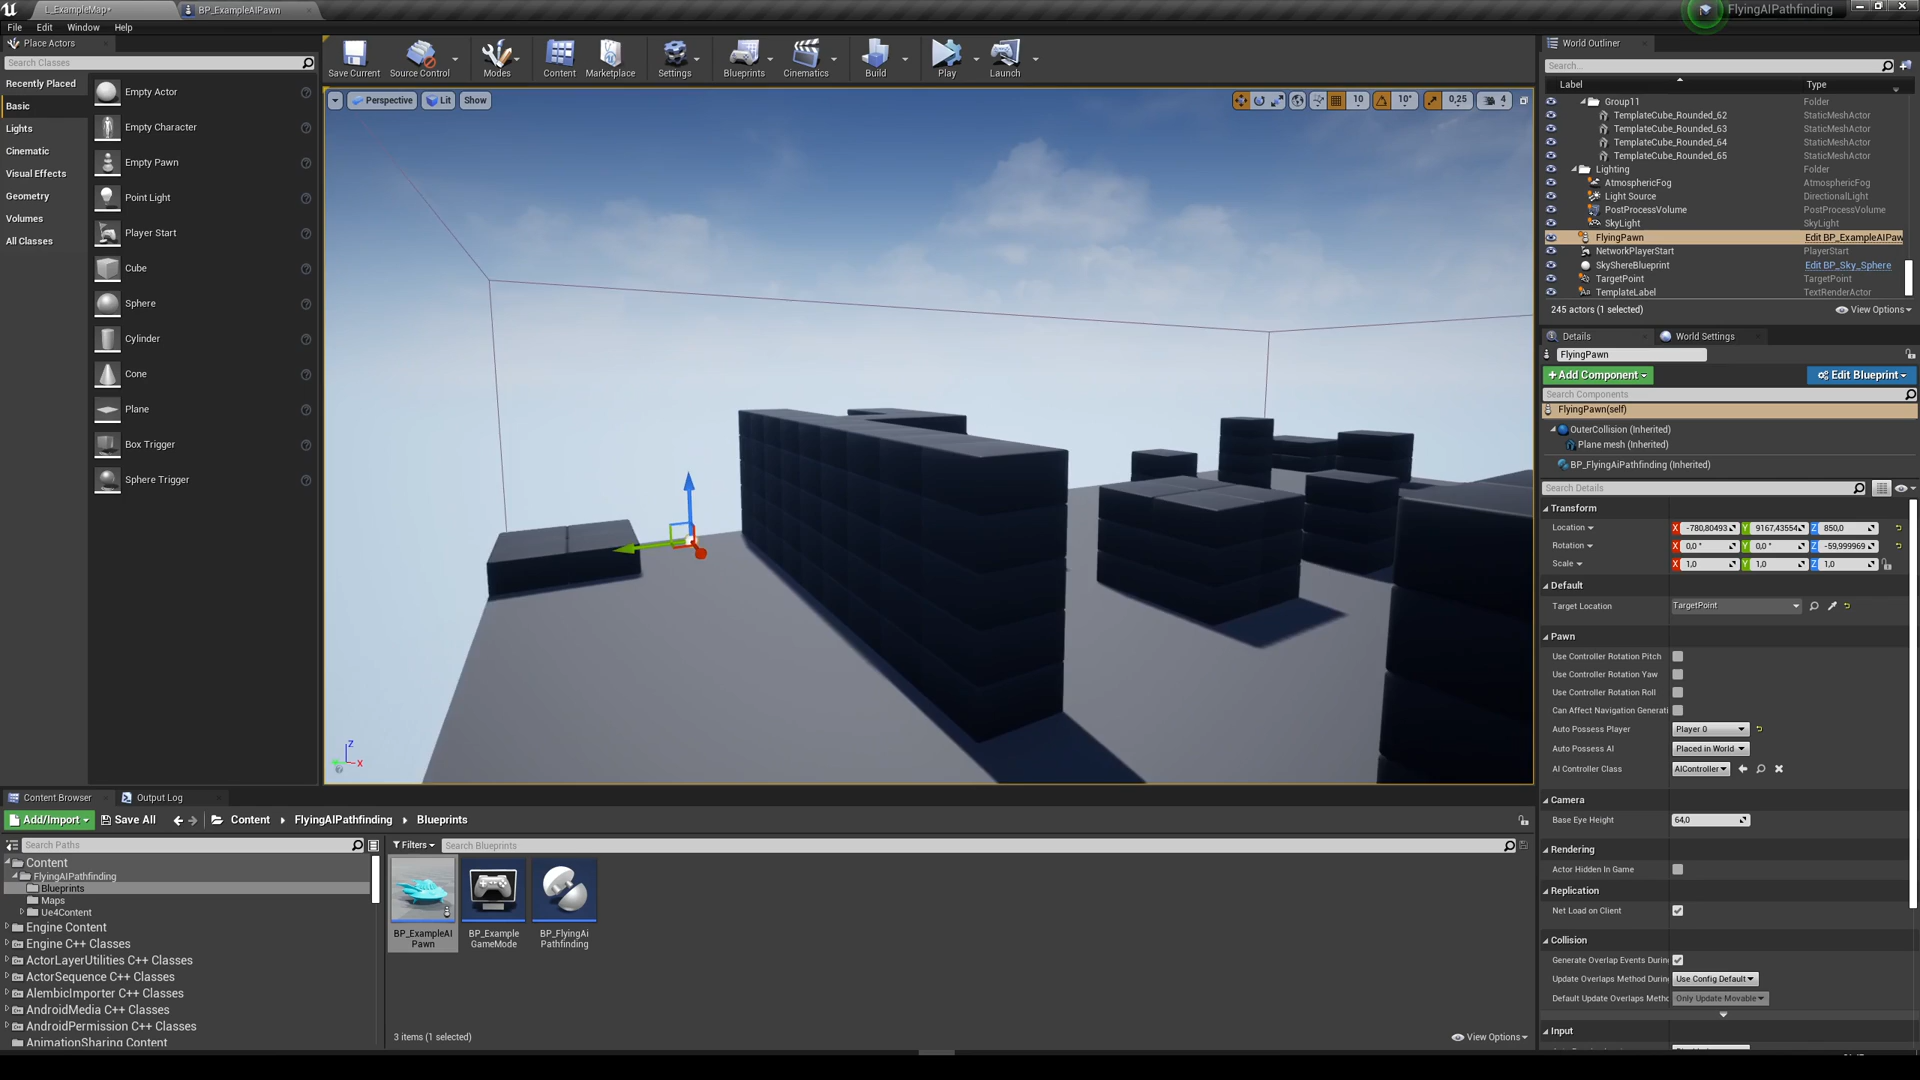 L_ExampleMap*
BP_ExampleAIPawn
FlyingAIPathfinding
File Edit Window Help
Place Actors
Search Classes
Recently Placed
Basic
Lights
Cinematic
Visual Effects
Geometry
Volumes
All Classes
Empty Actor
Empty Character
Empty Pawn
Point Light
Player Start
Cube
Sphere
Cylinder
Cone
Plane
Box Trigger
Sphere Trigger
Save Current
Source Control
Modes
Content
Marketplace
Settings
Blueprints
Cinematics
Build
Play
Launch
Perspective
Lit
Show
10
10°
0,25
4
Z
X
World Outliner
Search...
Label Type
Group11 Folder
TemplateCube_Rounded_62 StaticMeshActor
TemplateCube_Rounded_63 StaticMeshActor
TemplateCube_Rounded_64 StaticMeshActor
TemplateCube_Rounded_65 StaticMeshActor
Lighting Folder
AtmosphericFog AtmosphericFog
Light Source DirectionalLight
PostProcessVolume PostProcessVolume
SkyLight SkyLight
FlyingPawn Edit BP_ExampleAIPaw
NetworkPlayerStart PlayerStart
SkyShereBlueprint Edit BP_Sky_Sphere
TargetPoint TargetPoint
TemplateLabel TextRenderActor
245 actors (1 selected)
View Options
Details
World Settings
FlyingPawn
+Add Component
Edit Blueprint
Search Components
FlyingPawn(self)
OuterCollision (Inherited)
Plane mesh (Inherited)
BP_FlyingAiPathfinding (Inherited)
Search Details
Transform
Location X -780,80493 Y 9167,43554 Z 850,0
Rotation X 0,0 ° Y 0,0 ° Z -59,999969
Scale X 1,0 Y 1,0 Z 1,0
Default
Target Location TargetPoint
Pawn
Use Controller Rotation Pitch
Use Controller Rotation Yaw
Use Controller Rotation Roll
Can Affect Navigation Generati
Auto Possess Player Player 0
Auto Possess AI Placed in World
AI Controller Class AIController
Camera
Base Eye Height 64,0
Rendering
Actor Hidden In Game
Replication
Net Load on Client
Collision
Generate Overlap Events Durin
Update Overlaps Method Durin Use Config Default
Default Update Overlaps Metho Only Update Movable
Input
Content Browser
Output Log
Add/Import
Save All
Content
FlyingAIPathfinding
Blueprints
Search Paths
Filters
Search Blueprints
Content
FlyingAIPathfinding
Blueprints
Maps
Ue4Content
Engine Content
Engine C++ Classes
ActorLayerUtilities C++ Classes
ActorSequence C++ Classes
AlembicImporter C++ Classes
AndroidMedia C++ Classes
AndroidPermission C++ Classes
AnimationSharing Content
BP_ExampleAI
Pawn
BP_Example
GameMode
BP_FlyingAi
Pathfinding
3 items (1 selected)
View Options